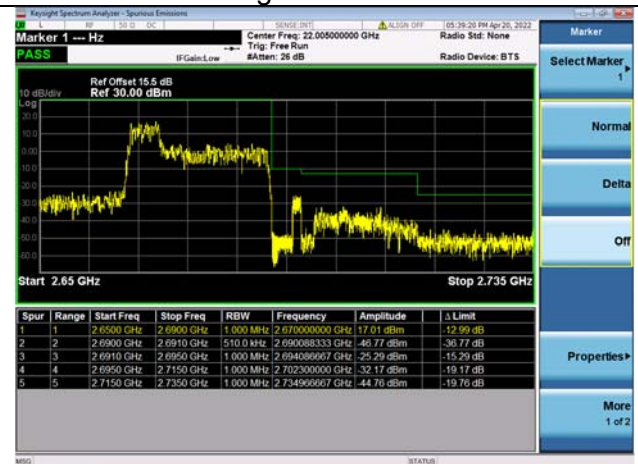 Keysight Spectrum Analyzer - Spurious Emissions
L RF 50 Ω DC SENSE:INT ALIGN OFF 05:39:20 PM Apr 20, 2022
Marker 1 --- Hz
Center Freq: 22.005000000 GHz
Radio Std: None
Trig: Free Run
PASS
IFGain:Low
#Atten: 26 dB
Radio Device: BTS
Ref Offset 15.5 dB
10 dB/div Ref 30.00 dBm
Log
20.0
10.0
0.00
10.0
20.0
30.0
40.0
50.0
60.0
Start 2.65 GHz
Stop 2.735 GHz
Spur Range Start Freq Stop Freq RBW Frequency Amplitude Δ Limit
1 1 2.6500 GHz 2.6900 GHz 1.000 MHz 2.670000000 GHz 17.01 dBm -12.99 dB
2 2 2.6900 GHz 2.6910 GHz 510.0 kHz 2.690088333 GHz -46.77 dBm -36.77 dB
3 3 2.6910 GHz 2.6950 GHz 1.000 MHz 2.694086667 GHz -25.29 dBm -15.29 dB
4 4 2.6950 GHz 2.7150 GHz 1.000 MHz 2.702300000 GHz -32.17 dBm -19.17 dB
5 5 2.7150 GHz 2.7350 GHz 1.000 MHz 2.734966667 GHz -44.76 dBm -19.76 dB
MSG
STATUS
Marker
Select Marker
1
Normal
Delta
Off
Properties
More
1 of 2